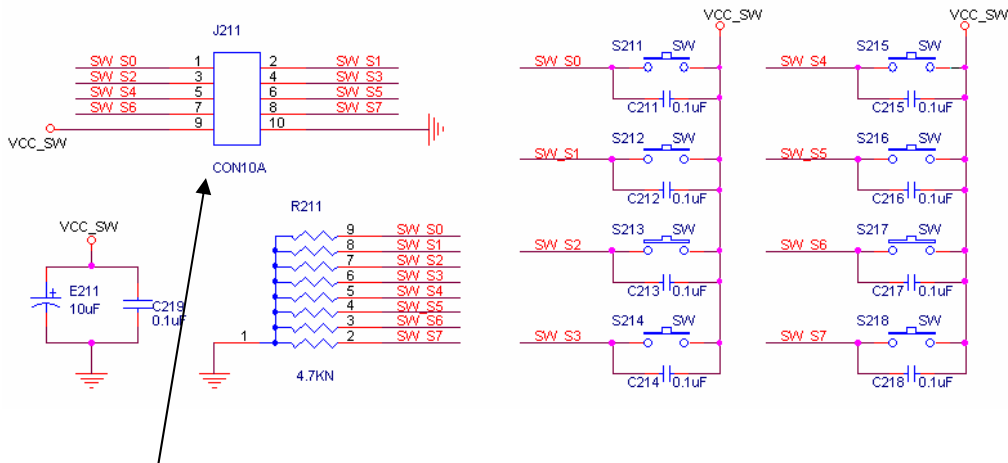 J211
SW_S0 1 2 SW_S1
SW_S2 3 4 SW_S3
SW_S4 5 6 SW_S5
SW_S6 7 8 SW_S7
9 10
VCC_SW
CON10A
VCC_SW
E211
10uF
C219
0.1uF
R211
9 SW_S0
8 SW_S1
7 SW_S2
6 SW_S3
5 SW_S4
4 SW_S5
3 SW_S6
2 SW_S7
1
4.7KN
VCC_SW
S211 SW
SW_S0
C211 0.1uF
S212 SW
SW_S1
C212 0.1uF
S213 SW
SW_S2
C213 0.1uF
S214 SW
SW_S3
C214 0.1uF
VCC_SW
S215 SW
SW_S4
C215 0.1uF
S216 SW
SW_S5
C216 0.1uF
S217 SW
SW_S6
C217 0.1uF
S218 SW
SW_S7
C218 0.1uF